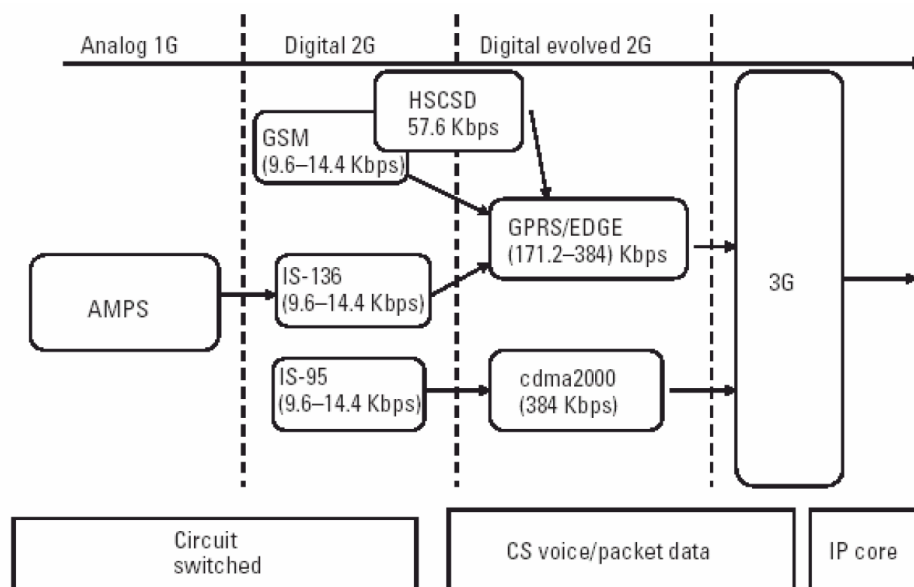 Analog 1G
Digital 2G
Digital evolved 2G
HSCSD
57.6 Kbps
GSM
(9.6–14.4 Kbps)
GPRS/EDGE
(171.2–384) Kbps
3G
IS-136
(9.6–14.4 Kbps)
AMPS
IS-95
(9.6–14.4 Kbps)
cdma2000
(384 Kbps)
Circuit
switched
CS voice/packet data
IP core